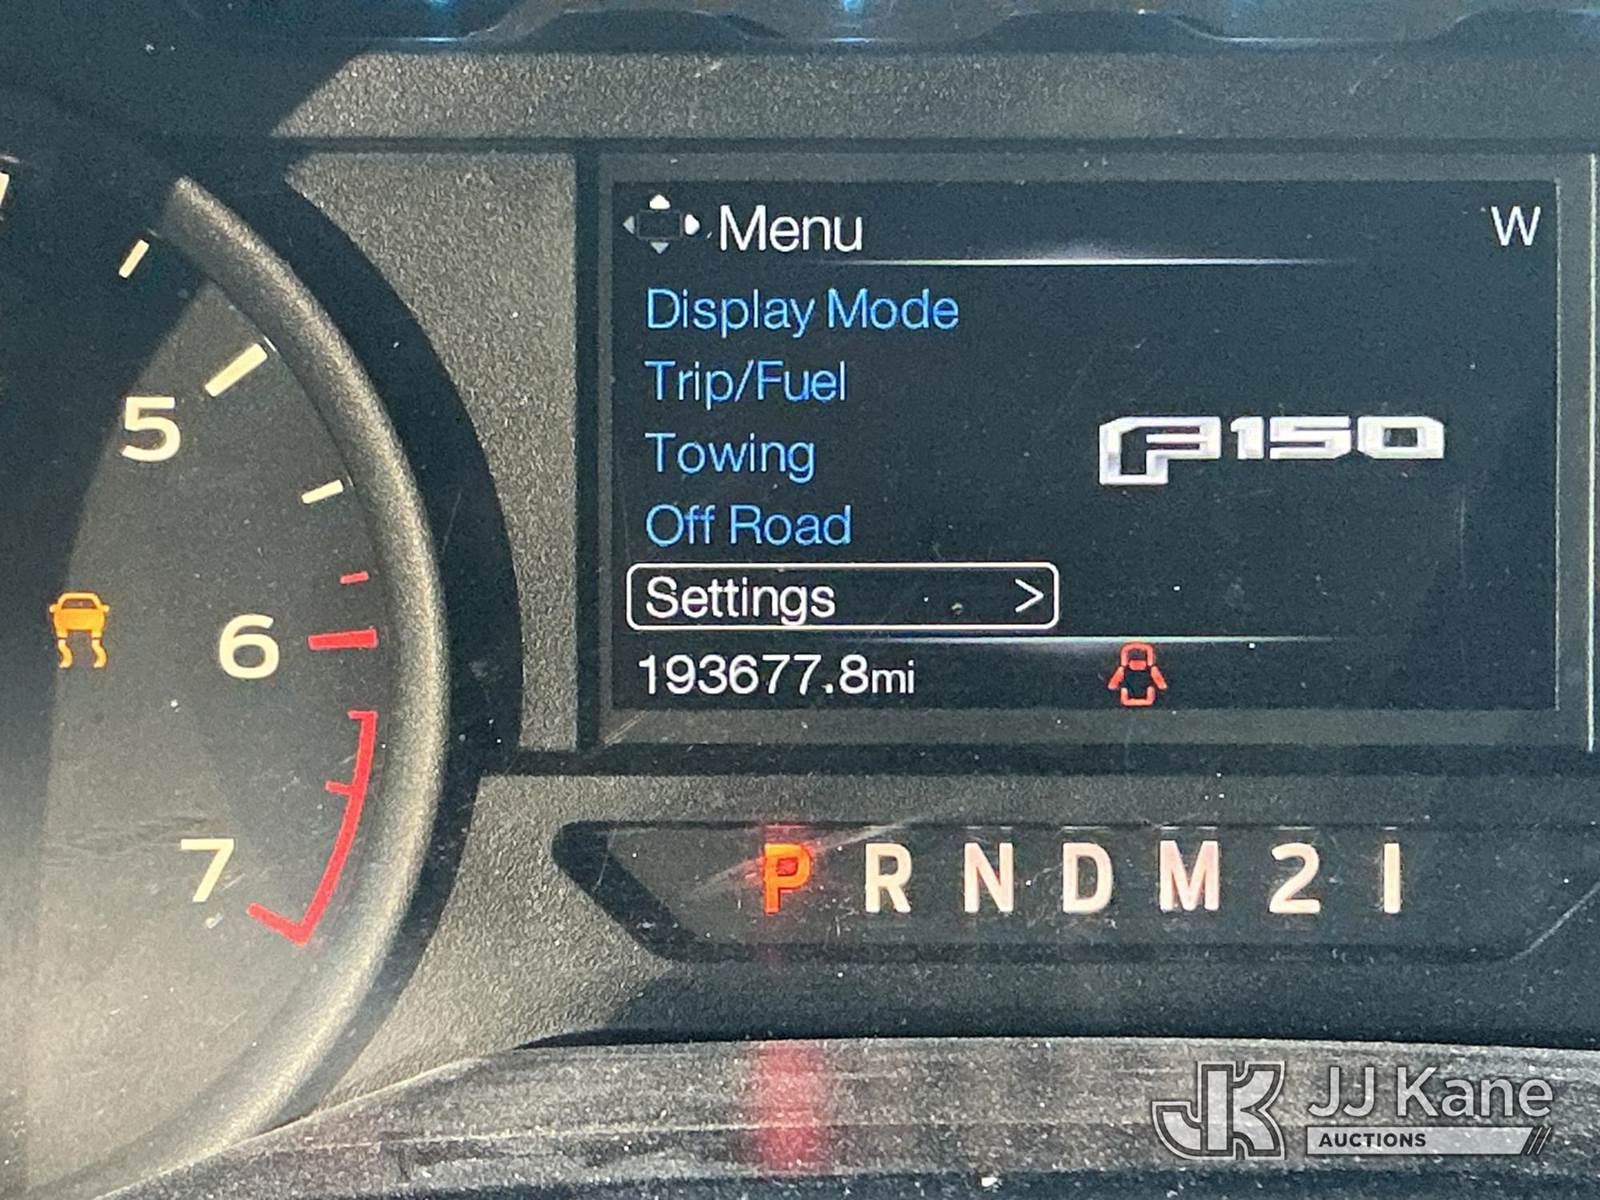 Menu
W
Display Mode
Trip/Fuel
Towing
Off Road
F150
Settings >
193677.8mi
5
6
7
P R N D M 2 1
JK JJ Kane
AUCTIONS